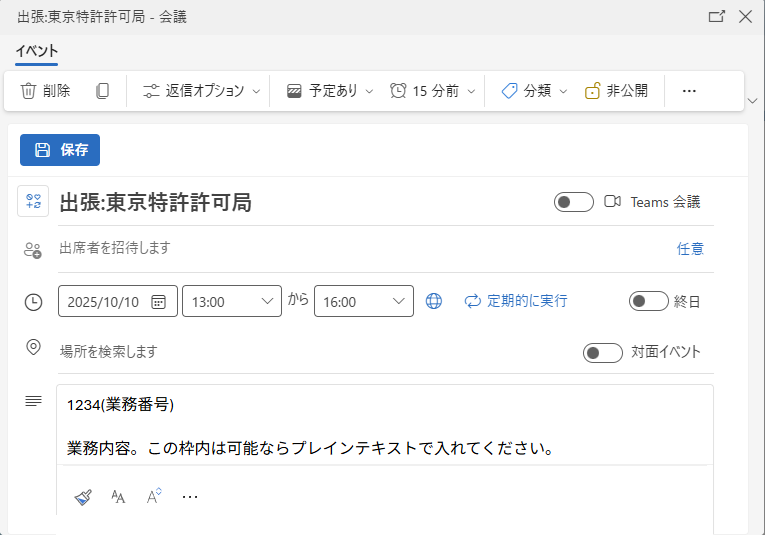 出張:東京特許許可局 - 会議
イベント
削除 返信オプション 予定あり 15 分前 分類 非公開 …
保存
出張:東京特許許可局 Teams 会議
出席者を招待します 任意
2025/10/10 13:00 から 16:00 定期的に実行 終日
場所を検索します 対面イベント
1234(業務番号)
業務内容。この枠内は可能ならプレインテキストで入れてください。
AA A …